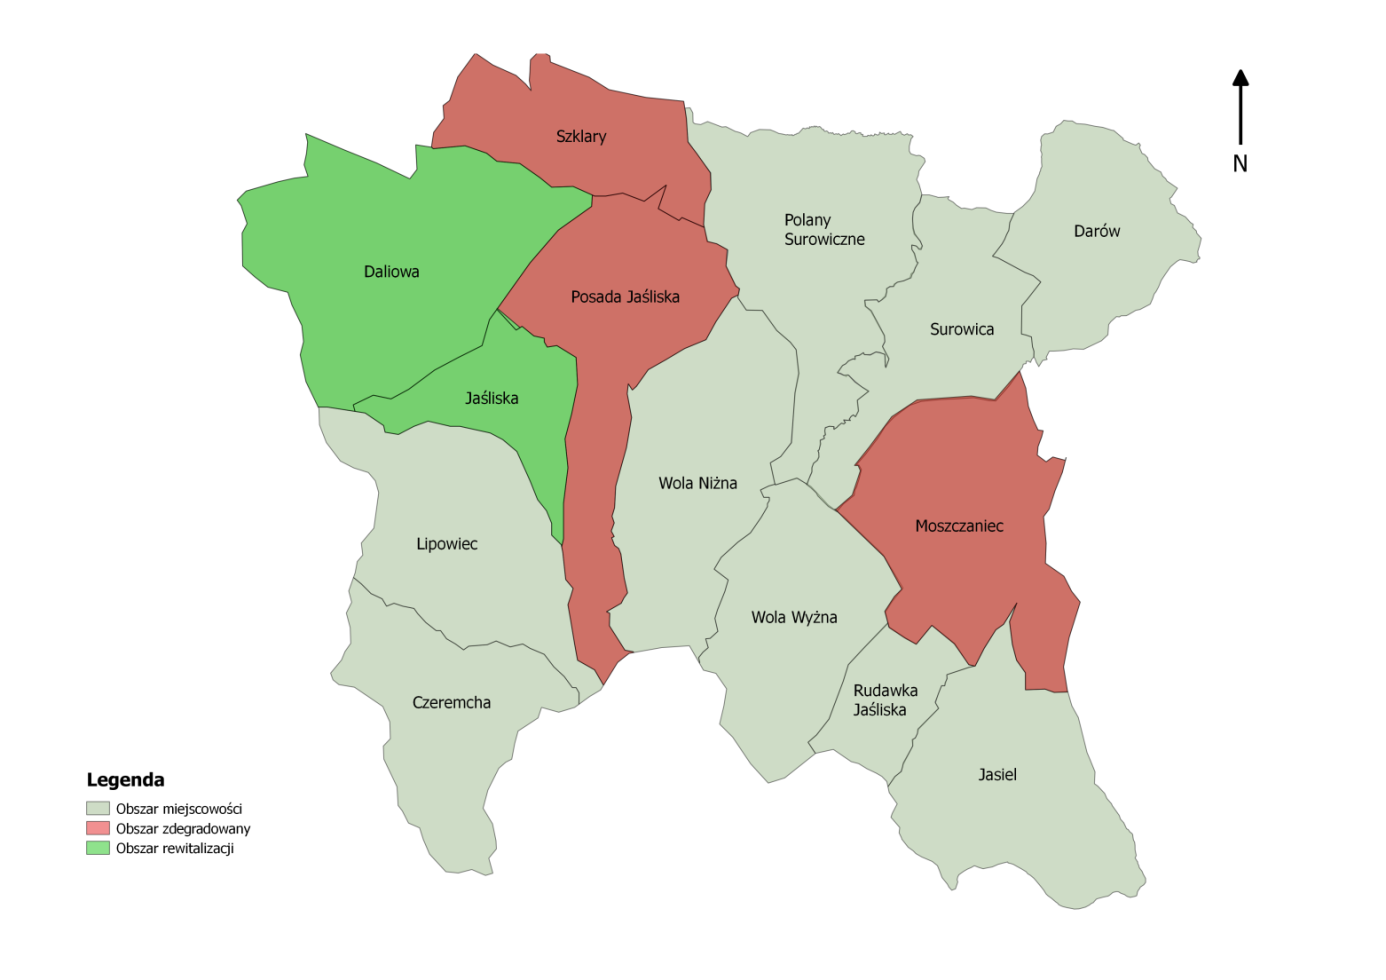 Szklary
N
Polany
Surowiczne
Darów
Daliowa
Posada Jaśliska
Surowica
Jaśliska
Wola Niżna
Moszczaniec
Lipowiec
Wola Wyżna
Rudawka
Jaśliska
Czeremcha
Jasiel
Legenda
Obszar miejscowości
Obszar zdegradowany
Obszar rewitalizacji